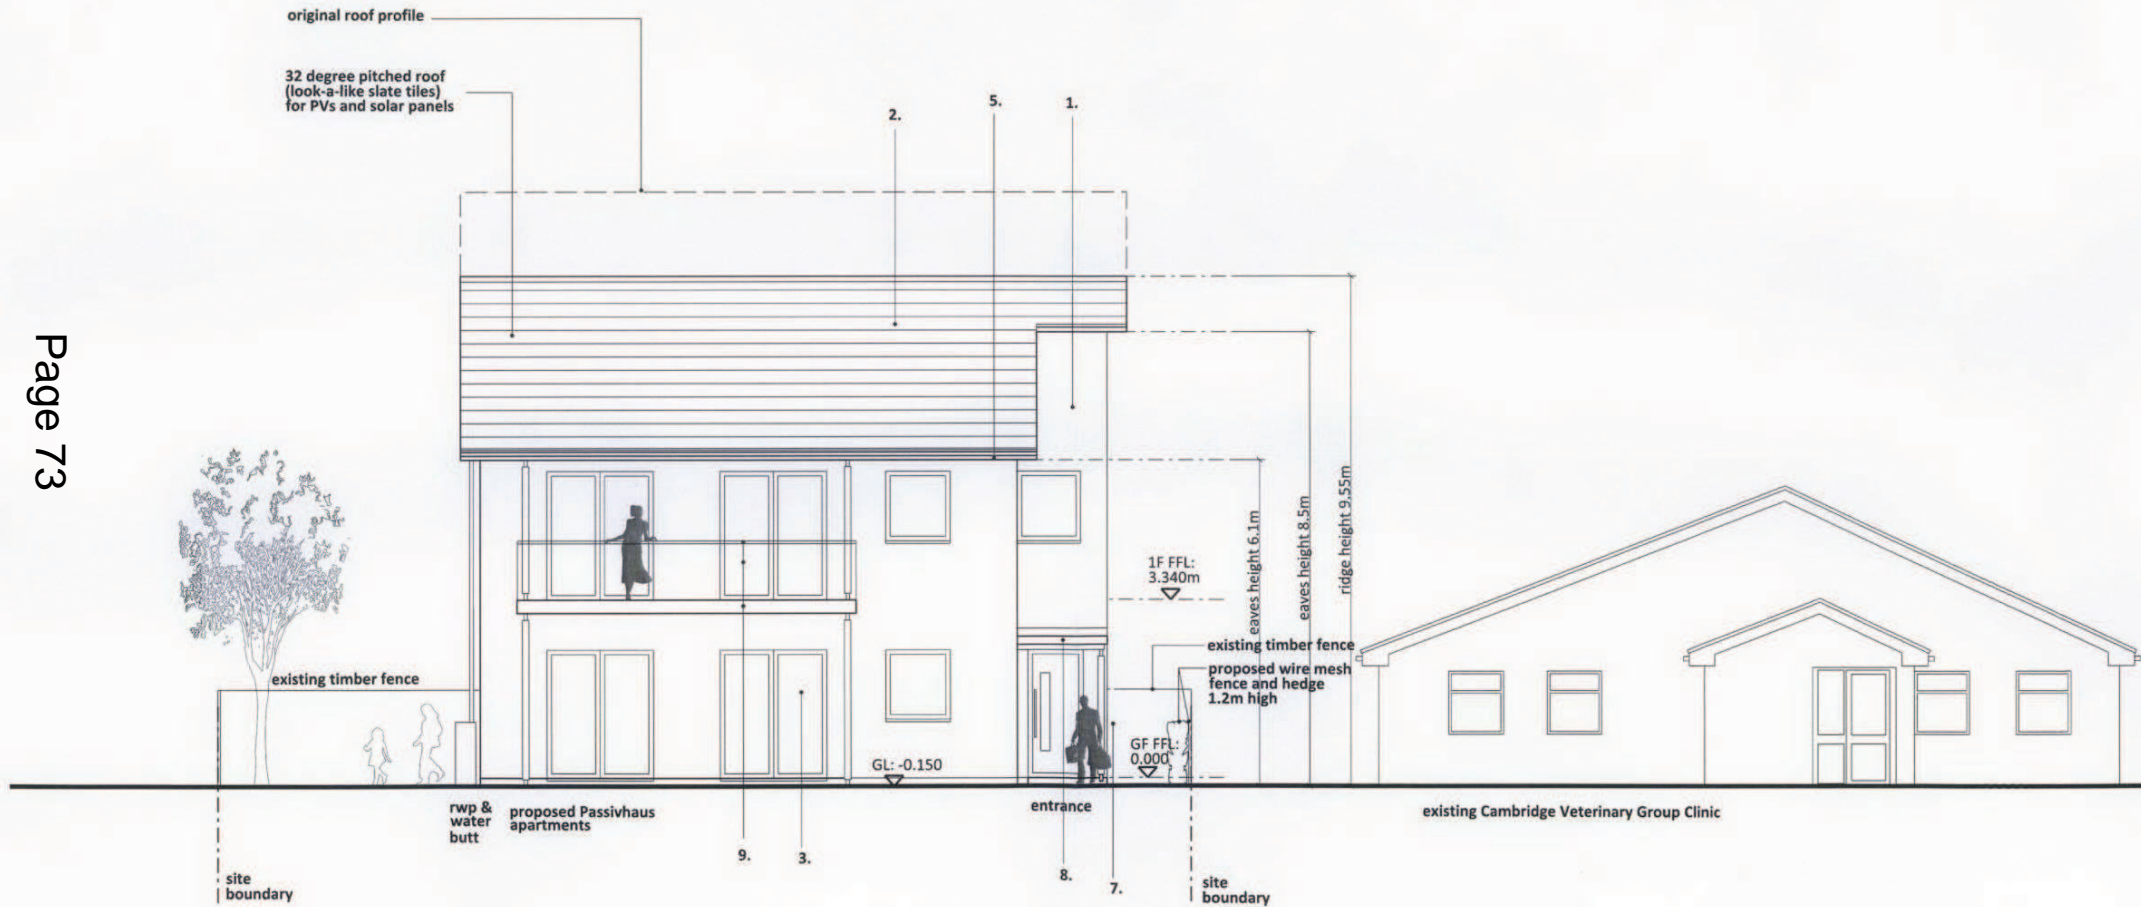 original roof profile
32 degree pitched roof
(look-a-like slate tiles)
for PVs and solar panels
2.
5.
1.
Page 73
eaves height 6.1m
eaves height 8.5m
ridge height 9.55m
1F FFL:
3.340m
existing timber fence
proposed wire mesh
fence and hedge
1.2m high
existing timber fence
GL: -0.150
GF FFL:
0.000
rwp &
water
butt
proposed Passivhaus
apartments
entrance
existing Cambridge Veterinary Group Clinic
9.
3.
8.
7.
site
boundary
site
boundary